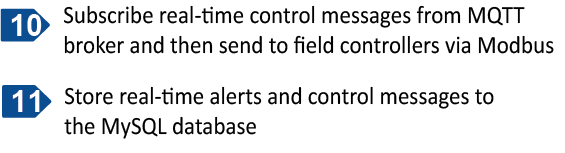 10 Subscribe real-time control messages from MQTT
broker and then send to field controllers via Modbus
11 Store real-time alerts and control messages to
the MySQL database